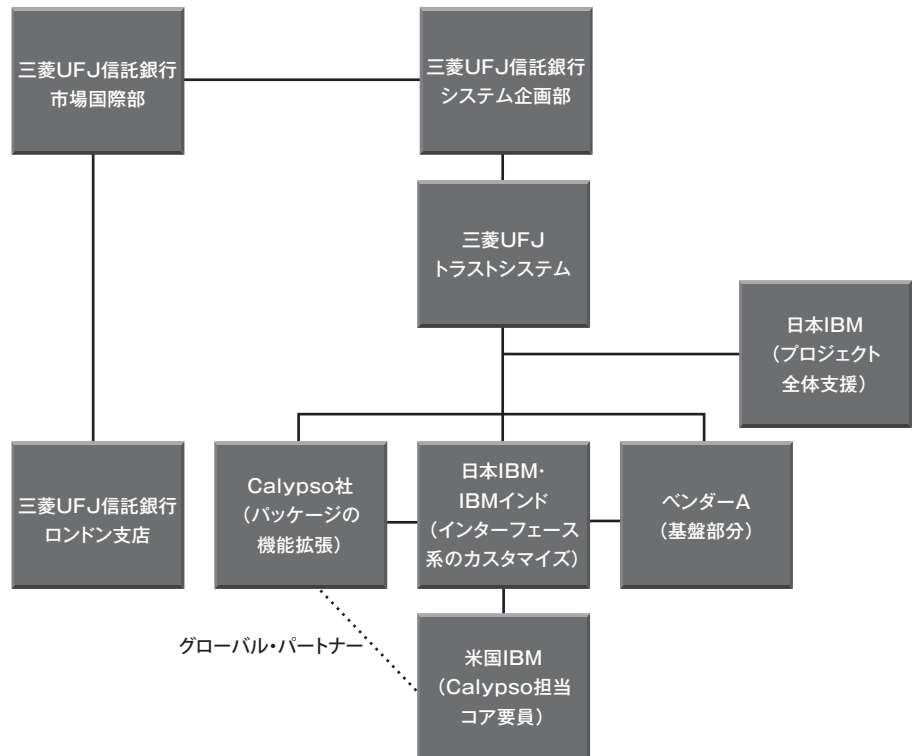 三菱UFJ信託銀行
市場国際部
三菱UFJ信託銀行
システム企画部
三菱UFJ
トラストシステム
日本IBM
（プロジェクト
全体支援）
三菱UFJ信託銀行
ロンドン支店
Calypso社
（パッケージの
機能拡張）
日本IBM・
IBMインド
（インターフェース
系のカスタマイズ）
ベンダーA
（基盤部分）
グローバル・パートナー
米国IBM
（Calypso担当
コア要員）